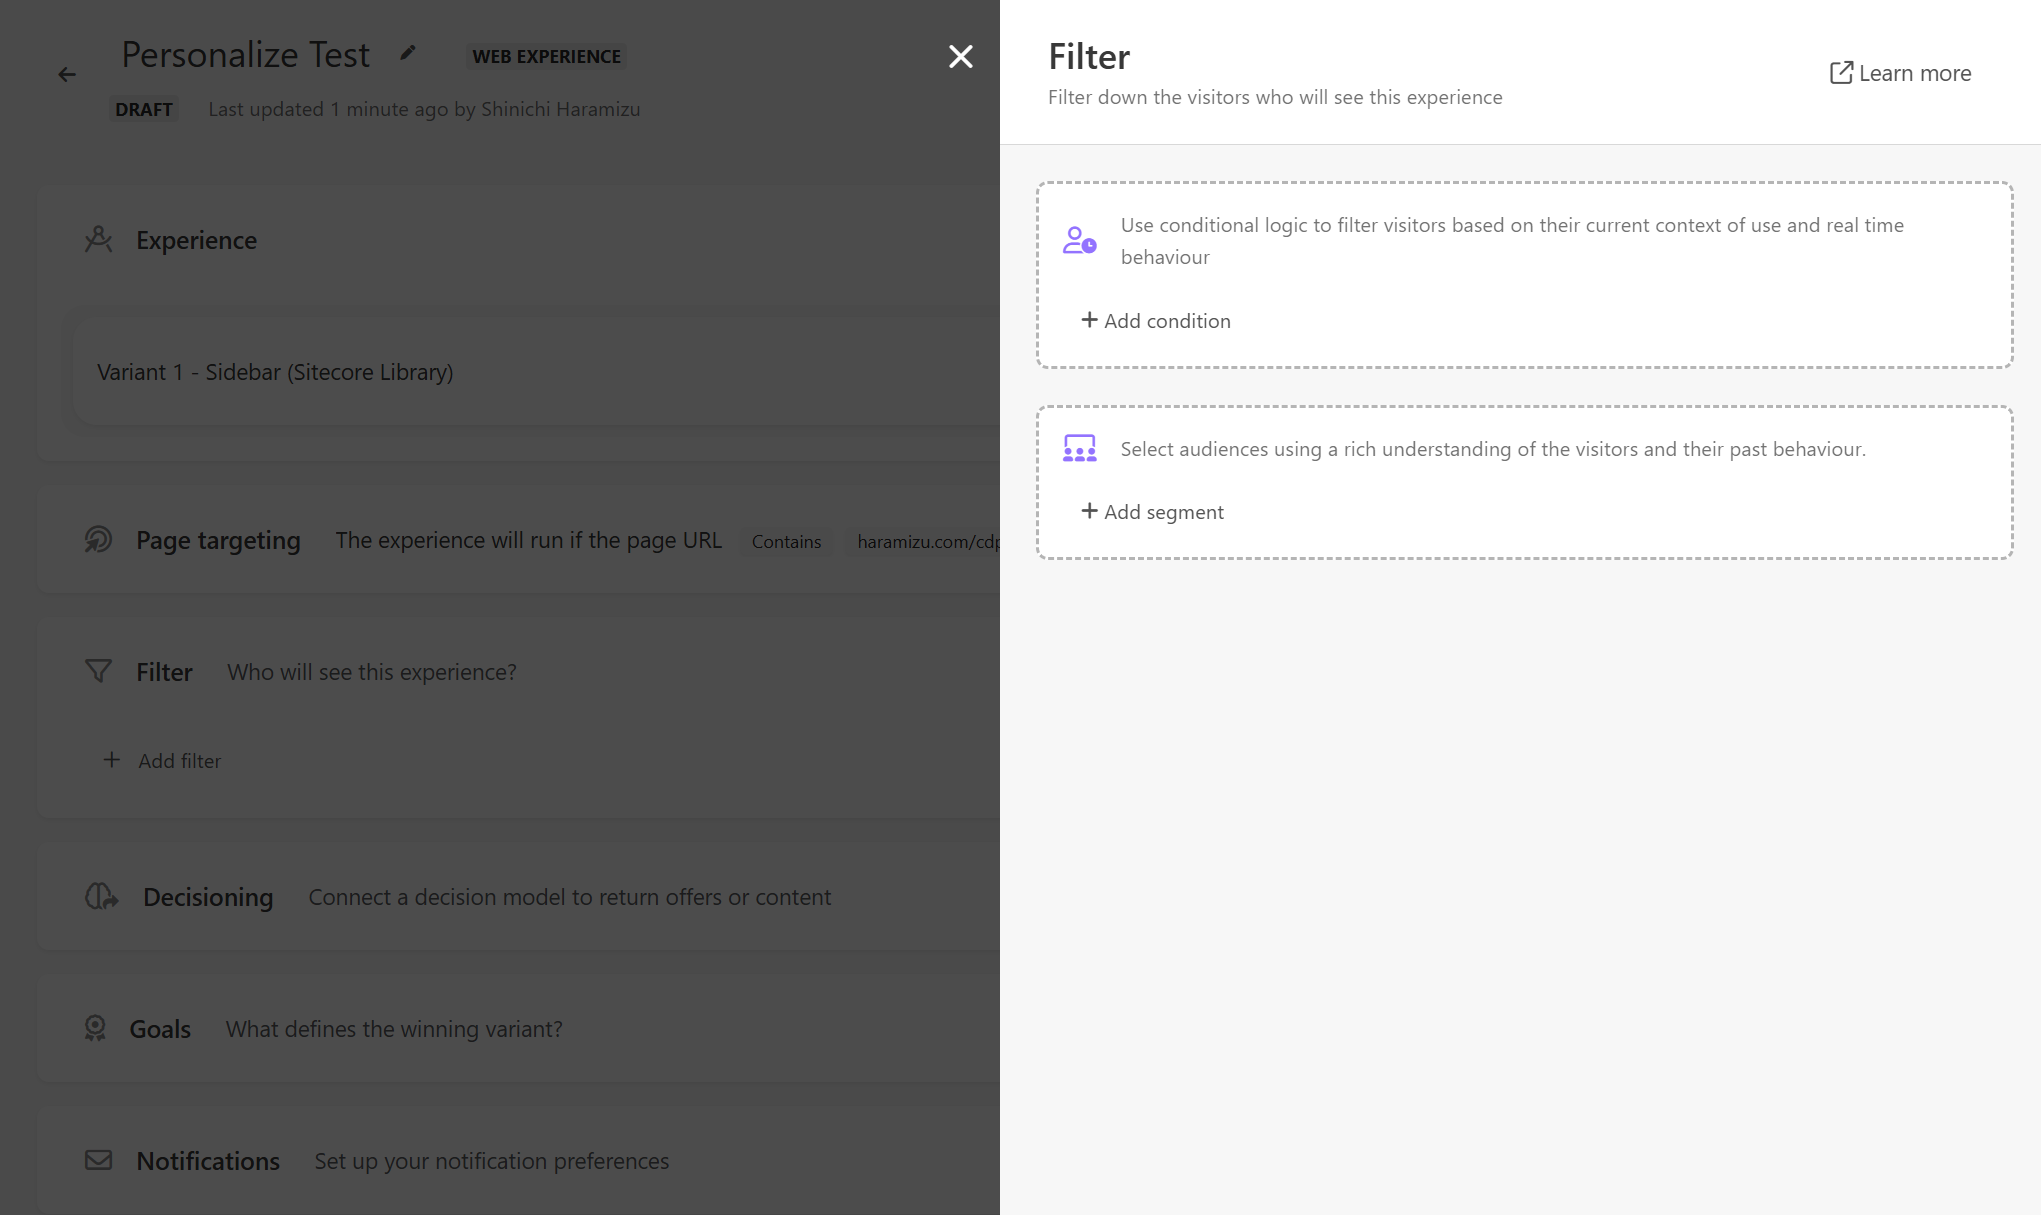 Personalize Test
WEB EXPERIENCE
DRAFT
Last updated 1 minute ago by Shinichi Haramizu
Experience
Variant 1 - Sidebar (Sitecore Library)
Page targeting
The experience will run if the page URL
Contains
haramizu.com/cdp
Filter
Who will see this experience?
Add filter
Decisioning
Connect a decision model to return offers or content
Goals
What defines the winning variant?
Notifications
Set up your notification preferences
Filter
Filter down the visitors who will see this experience
Learn more
Use conditional logic to filter visitors based on their current context of use and real time
behaviour
+ Add condition
Select audiences using a rich understanding of the visitors and their past behaviour.
+ Add segment